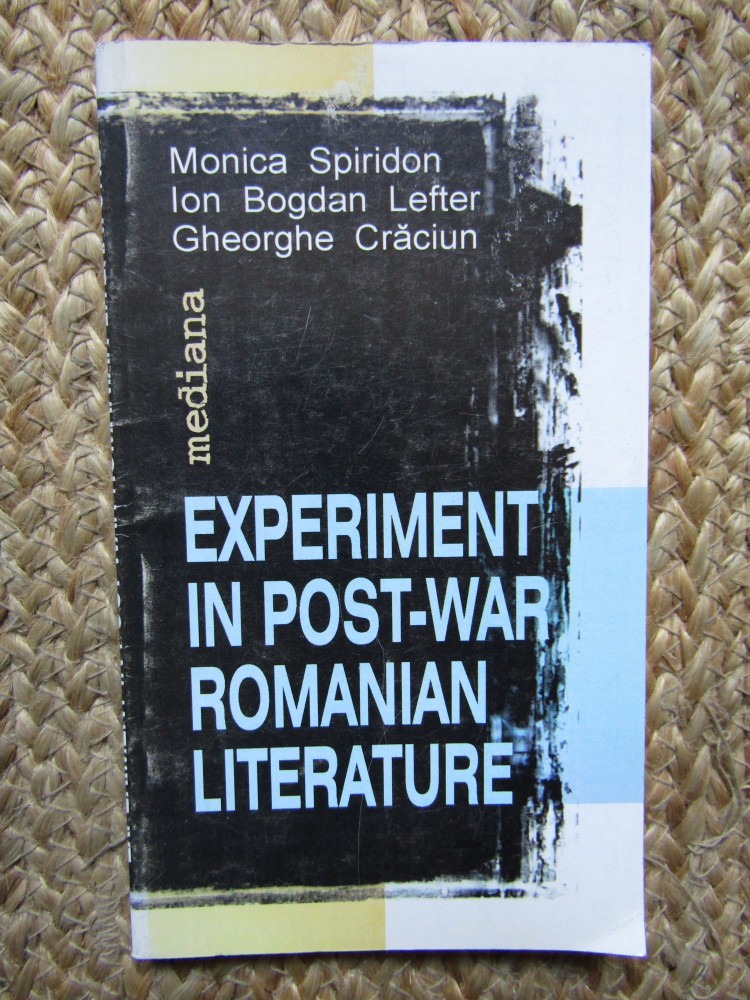 Monica Spiridon
Ion Bogdan Lefter
Gheorghe Crăciun
mediana
EXPERIMENT
IN POST-WAR
ROMANIAN
LITERATURE